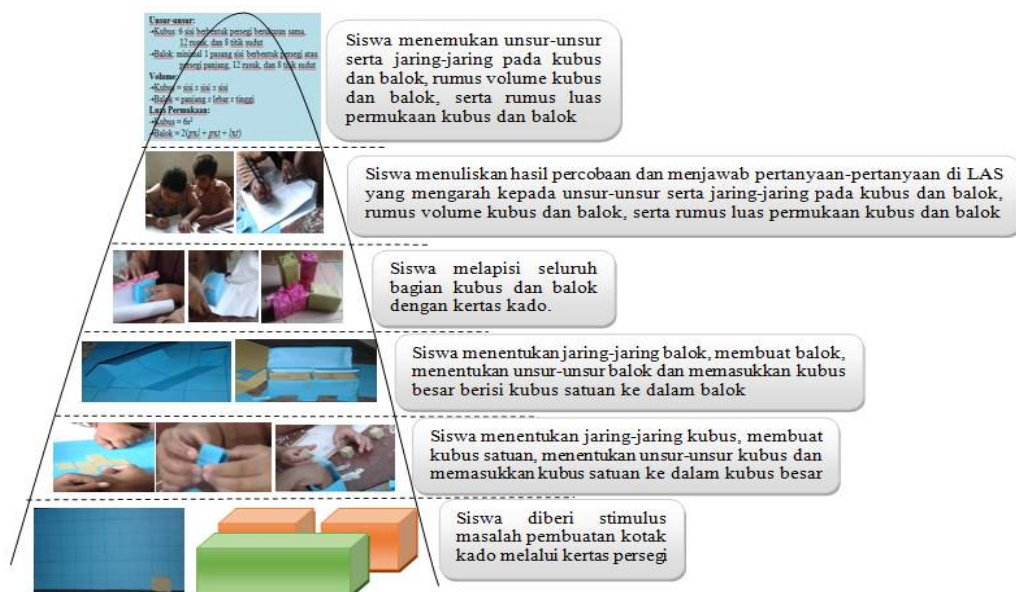 Unsur-unsur:
→Kubus: 6 sisi berbentuk persegi berukuran sama,
12 rusuk, dan 8 titik sudut
→Balok: minimal 1 pasang sisi berbentuk persegi atau
persegi panjang, 12 rusuk, dan 8 titik sudut
Volume:
→Kubus = sisi x sisi x sisi
→Balok = panjang x lebar x tinggi
Luas Permukaan:
→Kubus = 6s²
→Balok = 2(pxl + pxt + lxt)
Siswa menemukan unsur-unsur
serta jaring-jaring pada kubus
dan balok, rumus volume kubus
dan balok, serta rumus luas
permukaan kubus dan balok
Siswa menuliskan hasil percobaan dan menjawab pertanyaan-pertanyaan di LAS
yang mengarah kepada unsur-unsur serta jaring-jaring pada kubus dan balok,
rumus volume kubus dan balok, serta rumus luas permukaan kubus dan balok
Siswa melapisi seluruh
bagian kubus dan balok
dengan kertas kado.
Siswa menentukan jaring-jaring balok, membuat balok,
menentukan unsur-unsur balok dan memasukkan kubus
besar berisi kubus satuan ke dalam balok
Siswa menentukan jaring-jaring kubus, membuat
kubus satuan, menentukan unsur-unsur kubus dan
memasukkan kubus satuan ke dalam kubus besar
Siswa diberi stimulus
masalah pembuatan kotak
kado melalui kertas persegi